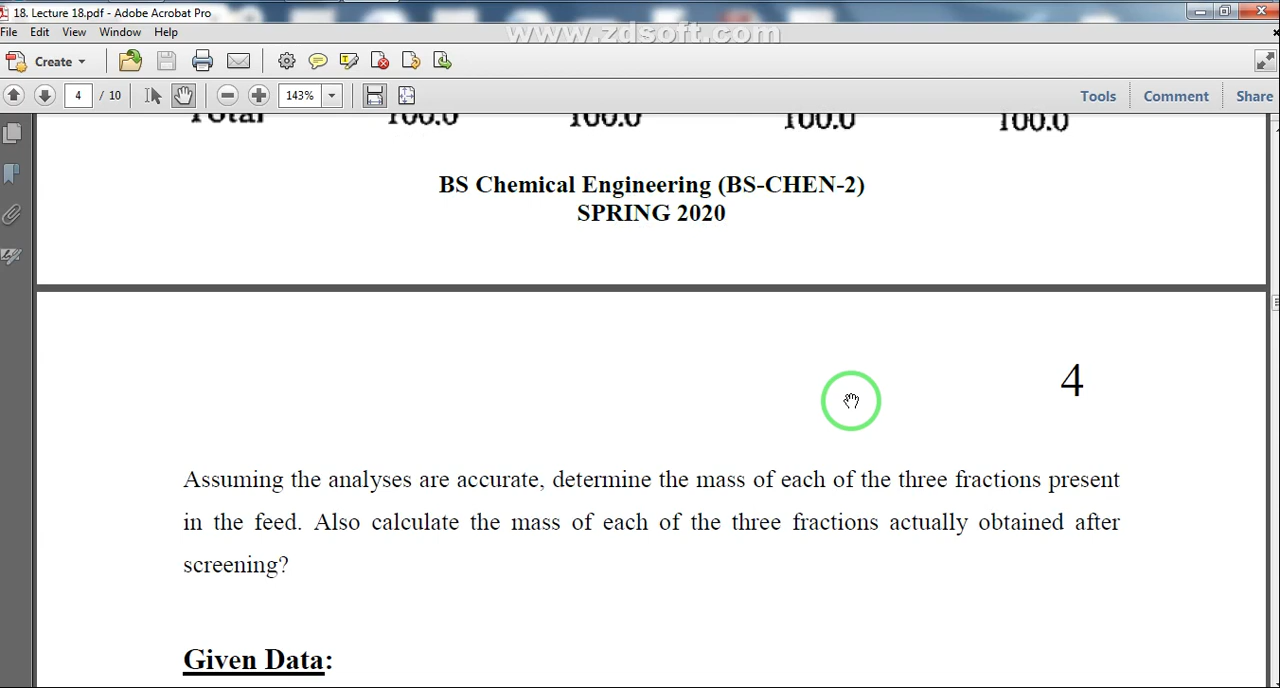 18. Lecture 18.pdf - Adobe Acrobat Pro
www.zdsoft.com
File Edit View Window Help
Create
4 / 10 143% Tools Comment Share
Total 100.0 100.0 100.0 100.0
BS Chemical Engineering (BS-CHEN-2)
SPRING 2020
4
Assuming the analyses are accurate, determine the mass of each of the three fractions present
in the feed. Also calculate the mass of each of the three fractions actually obtained after
screening?
Given Data: